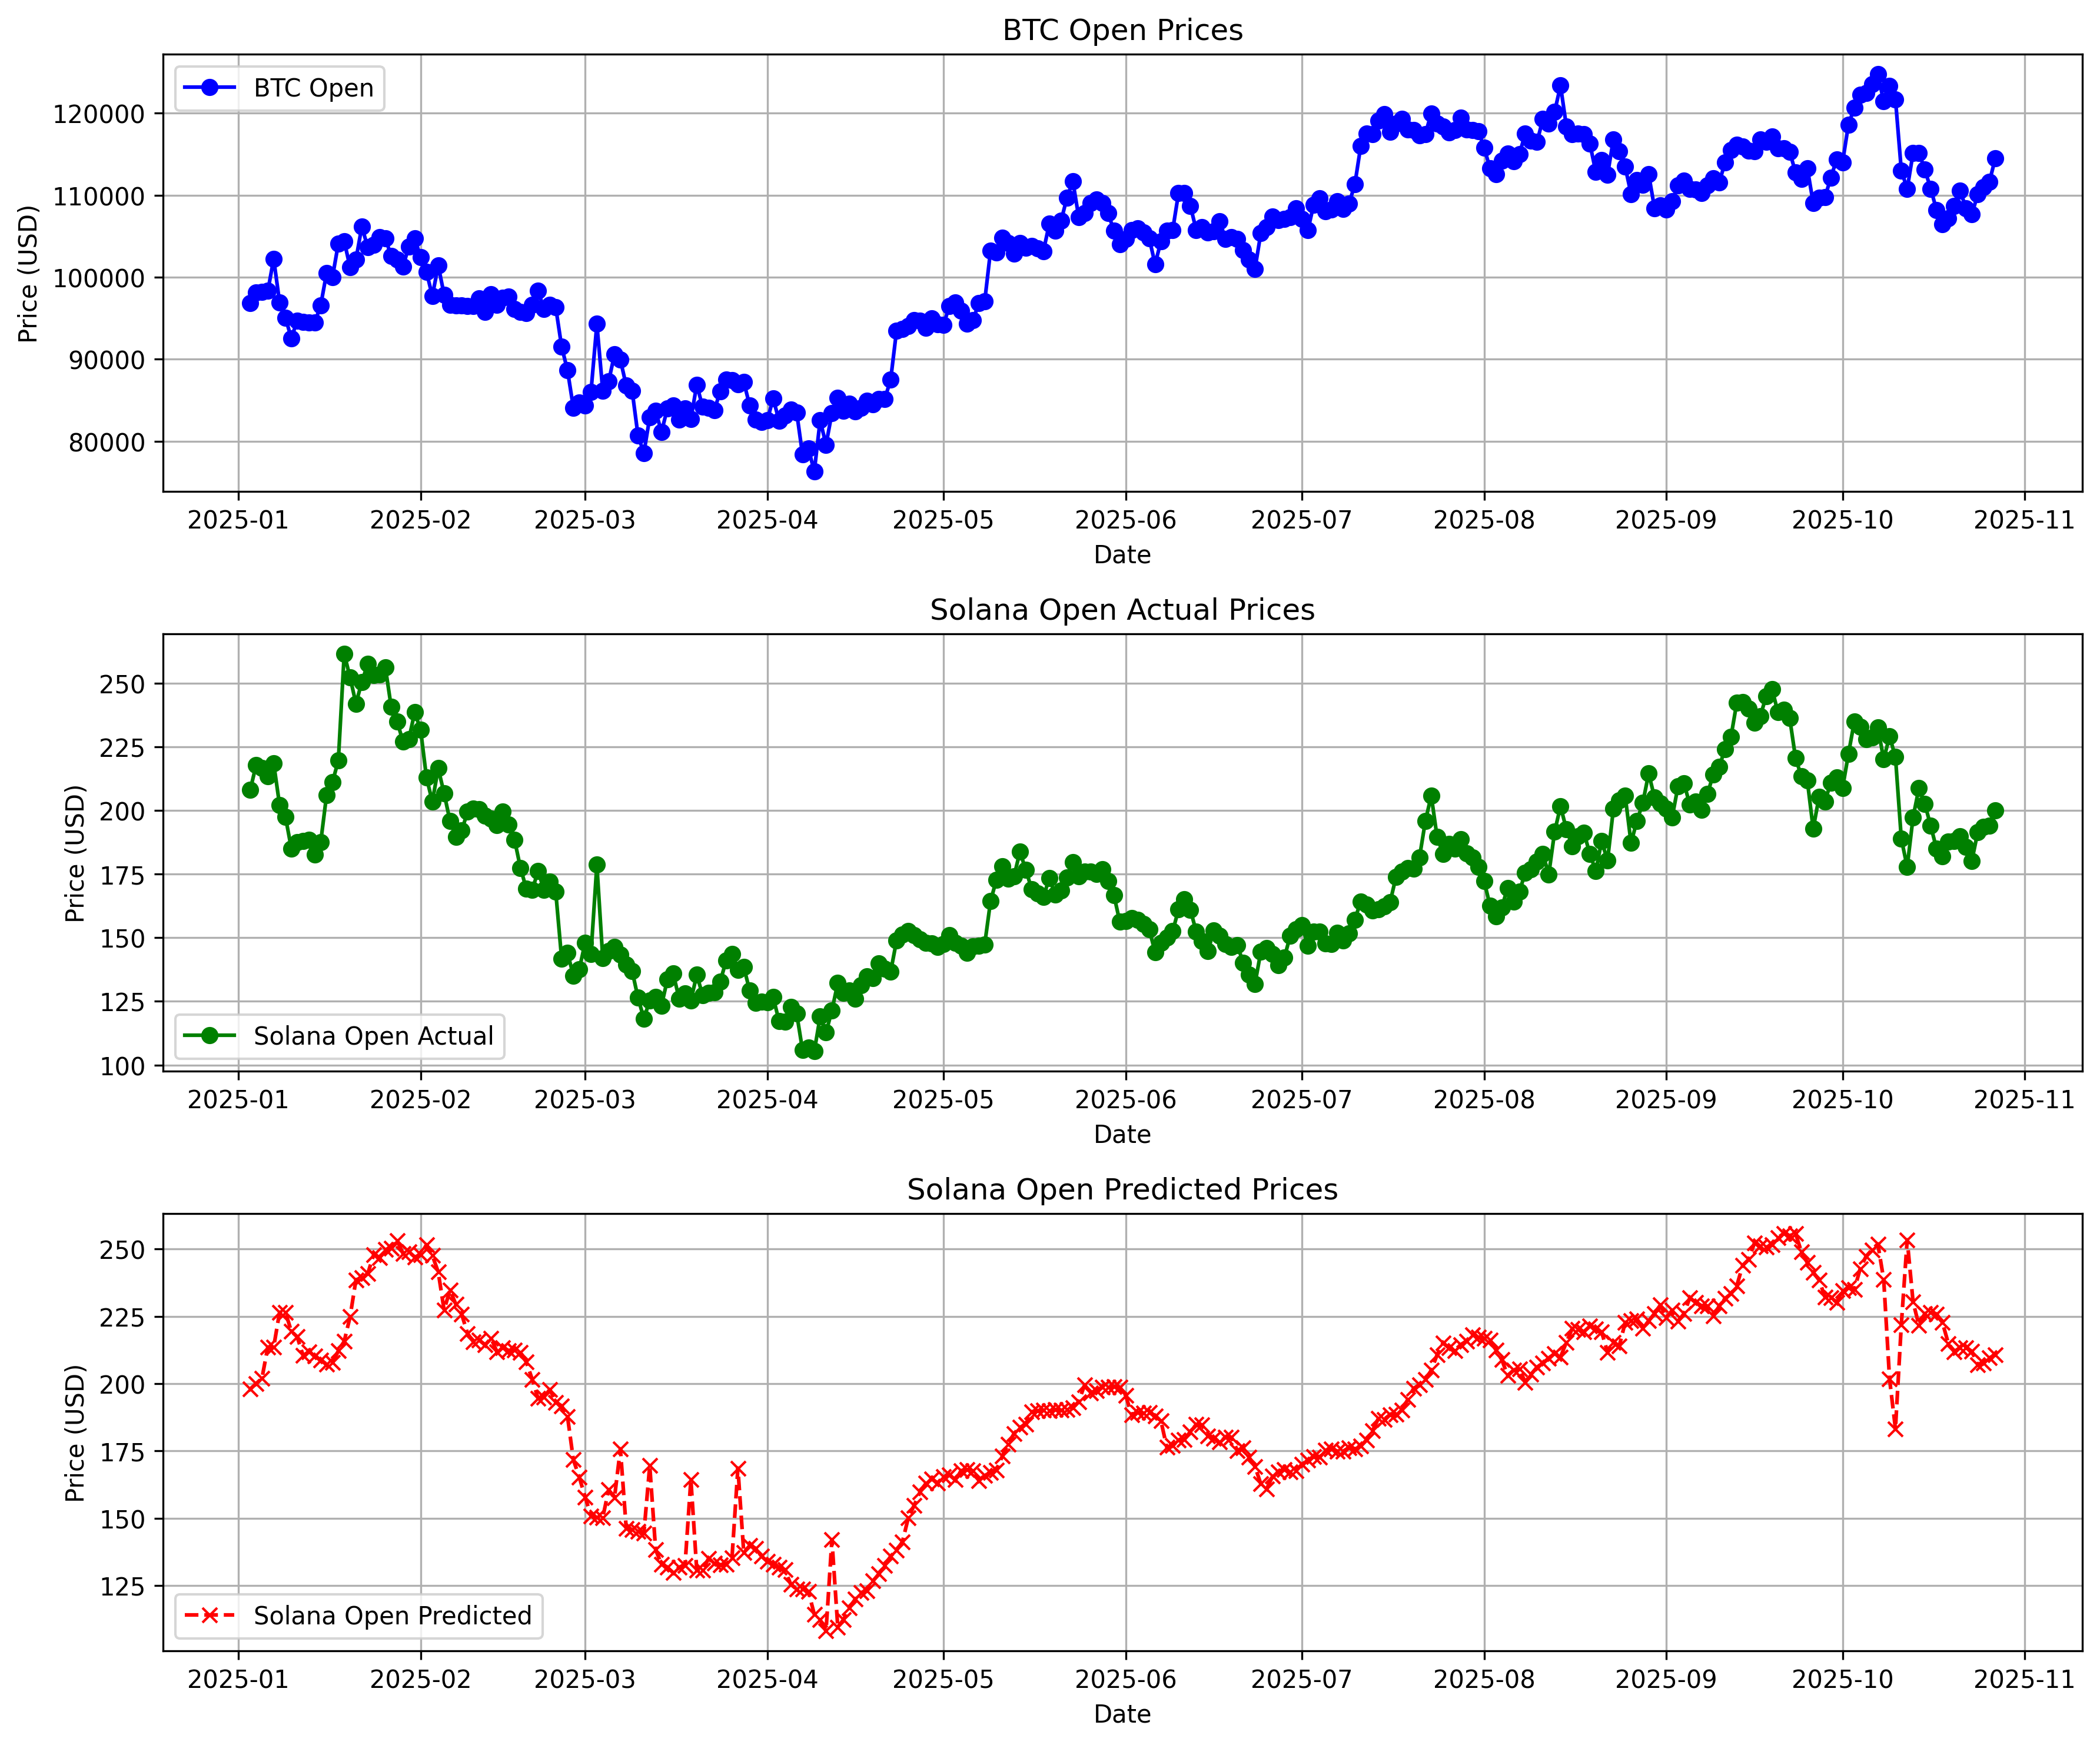 BTC Open Prices
BTC Open
120000
110000
100000
90000
80000
Price (USD)
2025-01 2025-02 2025-03 2025-04 2025-05 2025-06 2025-07 2025-08 2025-09 2025-10 2025-11
Date
Solana Open Actual Prices
250
225
200
175
150
125
100
Price (USD)
Solana Open Actual
2025-01 2025-02 2025-03 2025-04 2025-05 2025-06 2025-07 2025-08 2025-09 2025-10 2025-11
Date
Solana Open Predicted Prices
250
225
200
175
150
125
Price (USD)
Solana Open Predicted
2025-01 2025-02 2025-03 2025-04 2025-05 2025-06 2025-07 2025-08 2025-09 2025-10 2025-11
Date